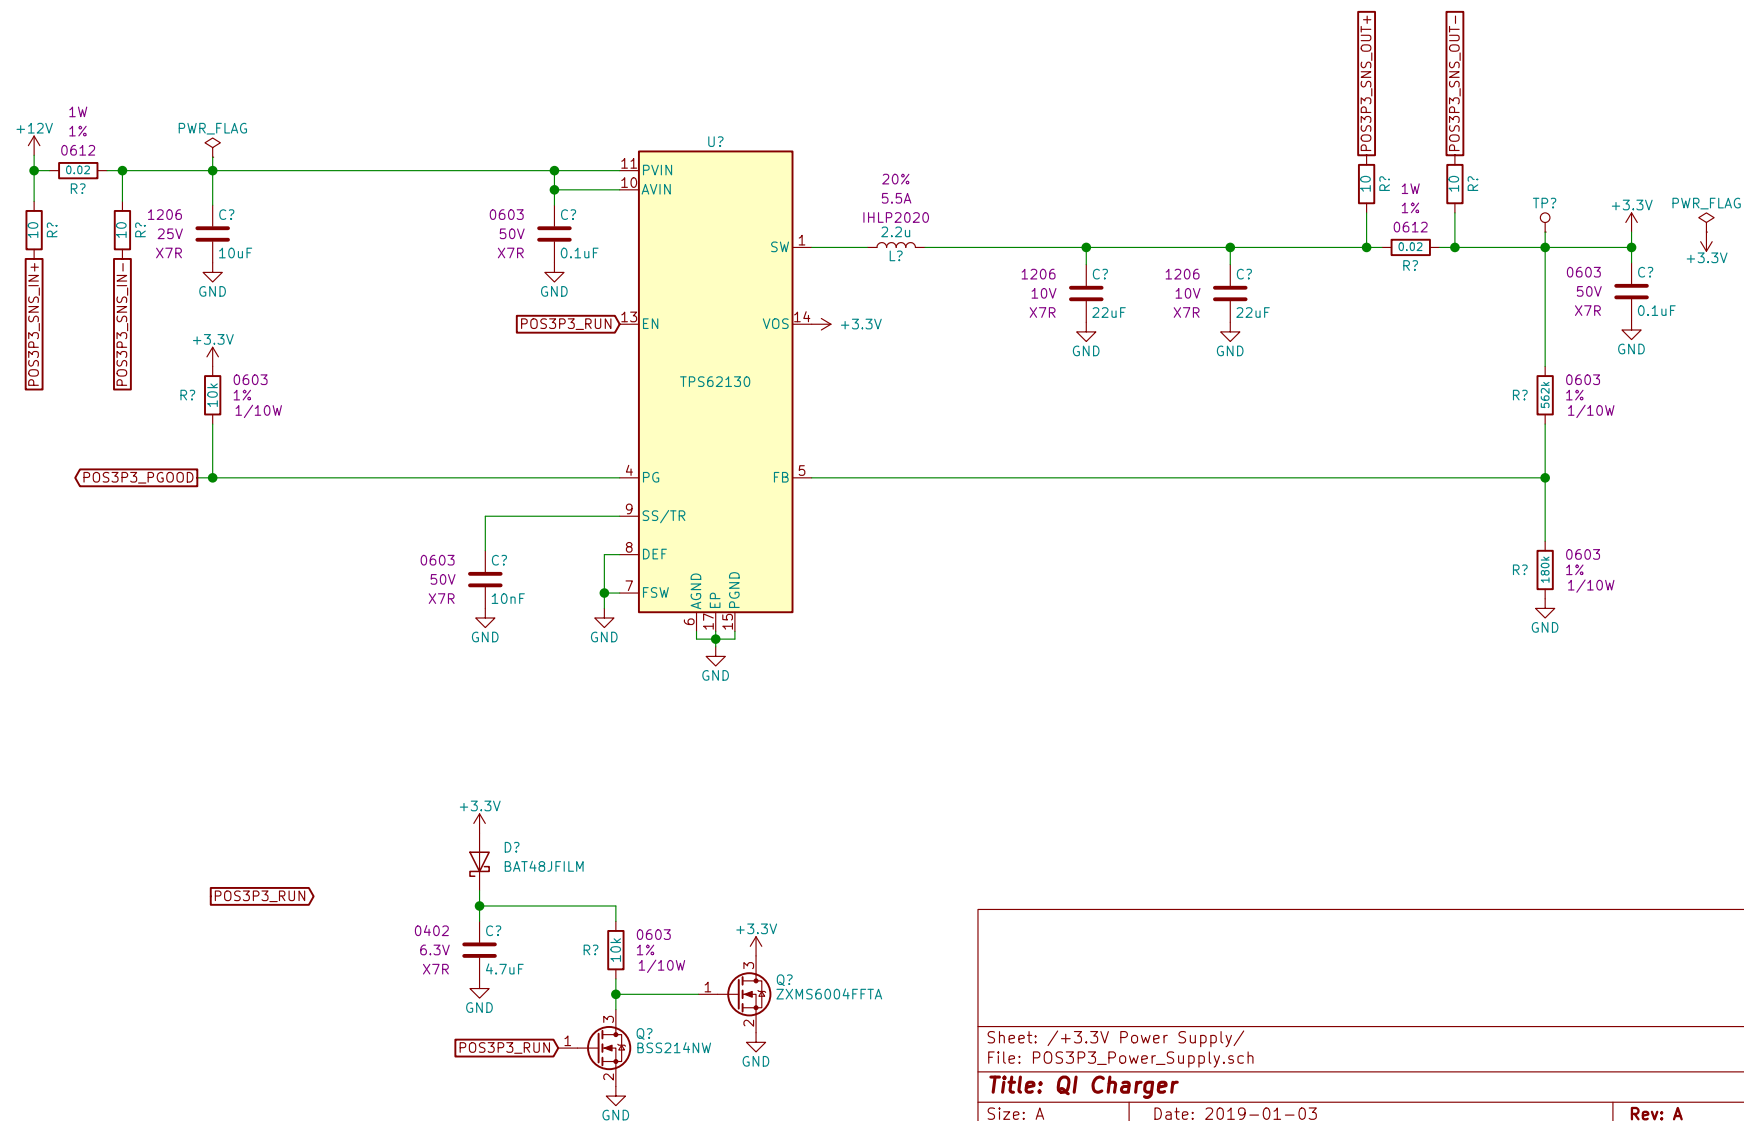 POS3P3_SNS_OUT+
POS3P3_SNS_OUT-
10
R?
10
R?
+12V
1W
1%
0612
0.02
R?
PWR_FLAG
10
R?
10
R?
POS3P3_SNS_IN+
POS3P3_SNS_IN-
1206
25V
X7R
C?
10uF
GND
0603
50V
X7R
C?
0.1uF
GND
U?
11
PVIN
10
AVIN
13
EN
4
PG
9
SS/TR
8
DEF
7
FSW
SW
1
VOS
14
FB
5
TPS62130
AGND
EP
PGND
6
17
15
GND
POS3P3_RUN
+3.3V
R?
10k
0603
1%
1/10W
POS3P3_PGOOD
0603
50V
X7R
C?
10nF
GND
GND
20%
5.5A
IHLP2020
2.2u
L?
+3.3V
1206
10V
X7R
C?
22uF
GND
1206
10V
X7R
C?
22uF
GND
1W
1%
0612
0.02
R?
TP?
+3.3V
PWR_FLAG
+3.3V
0603
50V
X7R
C?
0.1uF
GND
R?
562k
0603
1%
1/10W
R?
180k
0603
1%
1/10W
GND
+3.3V
D?
BAT48JFILM
POS3P3_RUN
0402
6.3V
X7R
C?
4.7uF
GND
R?
10k
0603
1%
1/10W
+3.3V
1
3
2
Q?
ZXMS6004FFTA
GND
POS3P3_RUN
1
3
2
Q?
BSS214NW
GND
Sheet: /+3.3V Power Supply/
File: POS3P3_Power_Supply.sch
Title: QI Charger
Size: A
Date: 2019-01-03
Rev: A